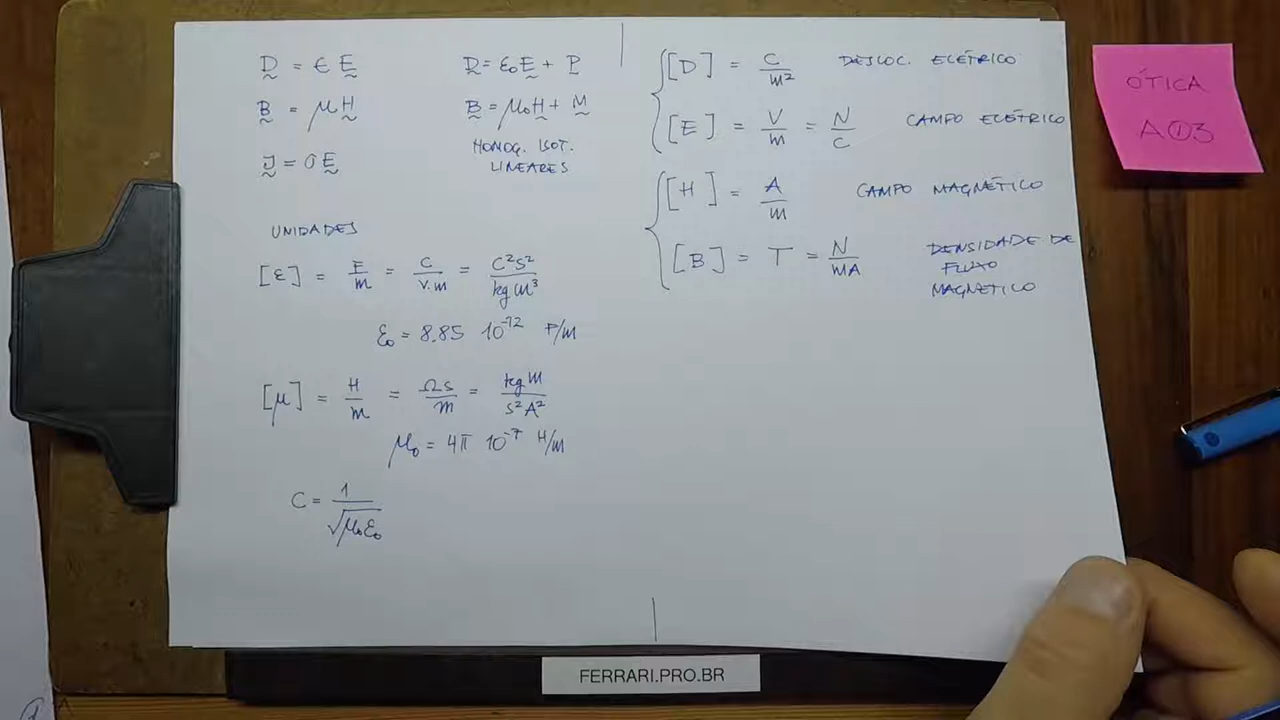 D = ϵ E
B = μ H
J = σ E
D = ε₀E + P
B = μ₀H + M
HOMOG. ISOT.
LINEARES
UNIDADES
[ε] = F/m = C/V.m = C²S²/kg m³
ε₀ = 8.85 10⁻¹² F/m
[μ] = H/m = Ωs/m = kg m/s²A²
μ₀ = 4π 10⁻⁷ H/m
C = 1/√μ₀ε₀
[D] = C/m² DESLOC. ELÉTRICO
[E] = V/m = N/C CAMPO ELÉTRICO
[H] = A/m CAMPO MAGNÉTICO
[B] = T = N/mA DENSIDADE DE
FLUXO
MAGNÉTICO
ÓTICA
A03
FERRARI.PRO.BR